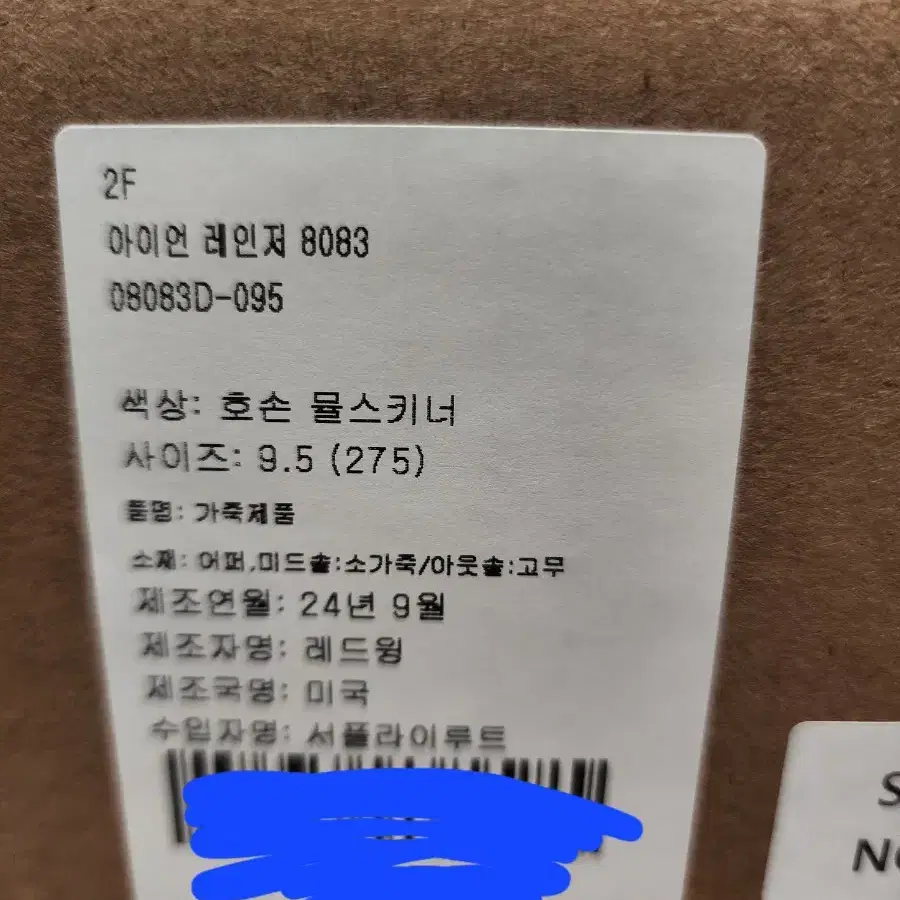 2F
아이언 레인저 8083
08083D-095
색상: 호손 뮬스키너
사이즈: 9.5 (275)
품명: 가죽제품
소재: 어퍼,미드솔:소가죽/아웃솔:고무
제조연월: 24년 9월
제조자명: 레드윙
제조국명: 미국
수입자명: 서플라이루트